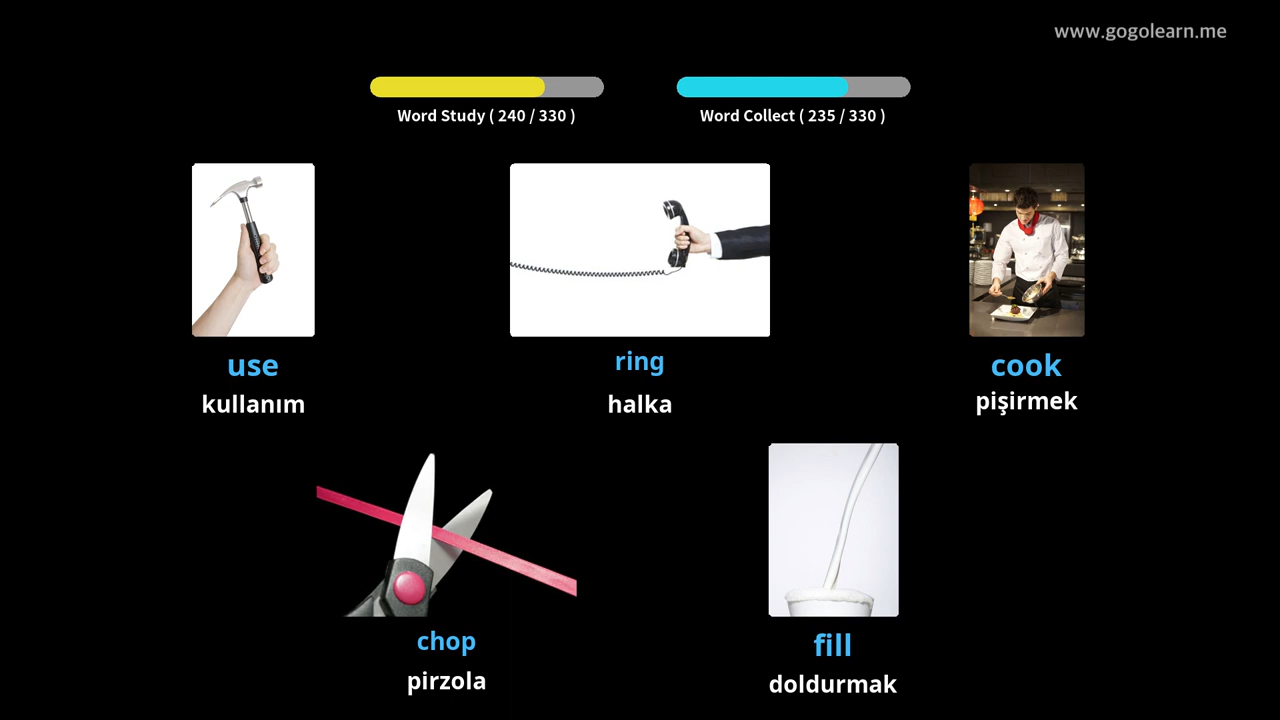 www.gogolearn.me
Word Study ( 240 / 330 )
Word Collect ( 235 / 330 )
use
kullanım
ring
halka
cook
pişirmek
chop
pirzola
fill
doldurmak